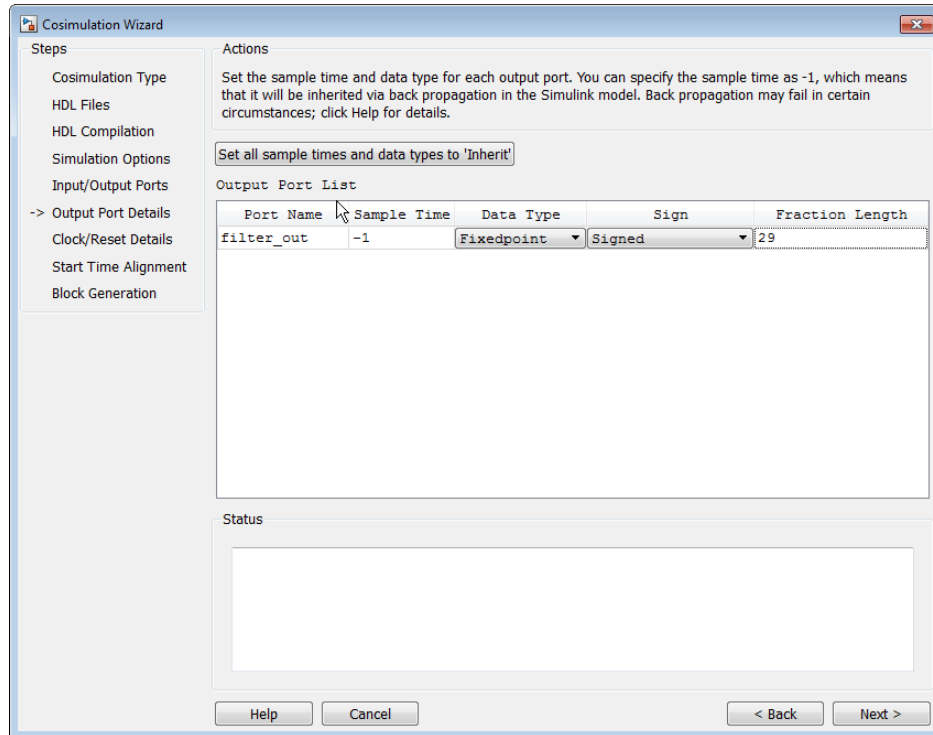 Cosimulation Wizard
Steps
Cosimulation Type
HDL Files
HDL Compilation
Simulation Options
Input/Output Ports
-> Output Port Details
Clock/Reset Details
Start Time Alignment
Block Generation
Actions
Set the sample time and data type for each output port. You can specify the sample time as -1, which means
that it will be inherited via back propagation in the Simulink model. Back propagation may fail in certain
circumstances; click Help for details.
Set all sample times and data types to 'Inherit'
Output Port List
Port Name Sample Time Data Type Sign Fraction Length
filter_out -1 Fixedpoint Signed 29
Status
Help Cancel < Back Next >